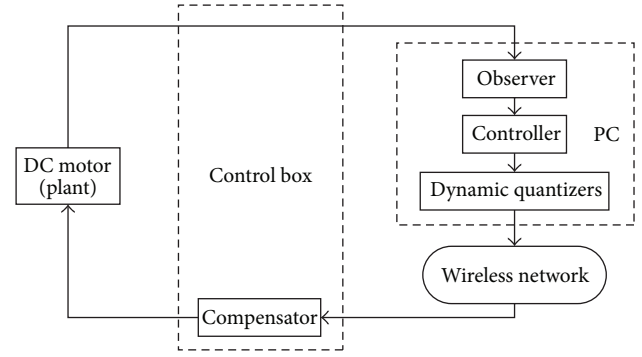 Observer
Controller
PC
DC motor
(plant)
Control box
Dynamic quantizers
Wireless network
Compensator